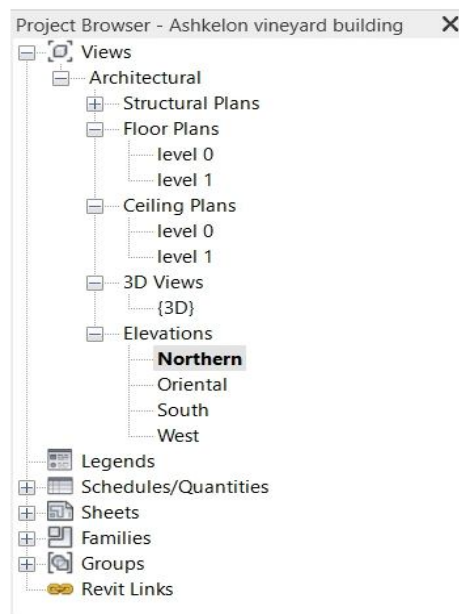 Project Browser - Ashkelon vineyard building
Views
Architectural
Structural Plans
Floor Plans
level 0
level 1
Ceiling Plans
level 0
level 1
3D Views
{3D}
Elevations
Northern
Oriental
South
West
Legends
Schedules/Quantities
Sheets
Families
Groups
Revit Links